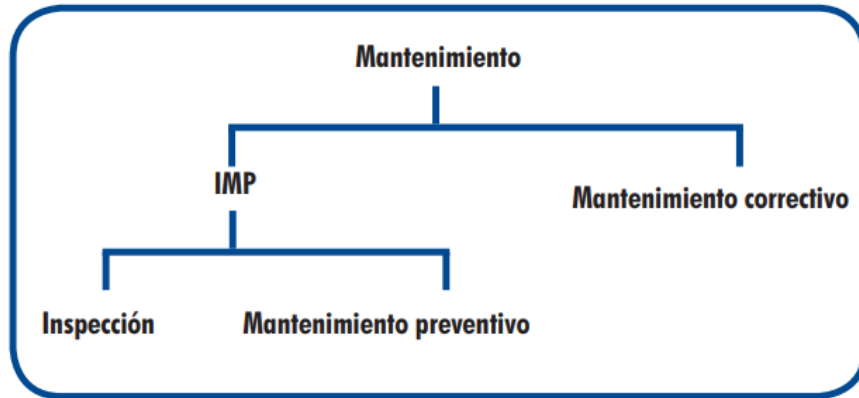 Mantenimiento
IMP
Mantenimiento correctivo
Inspección
Mantenimiento preventivo